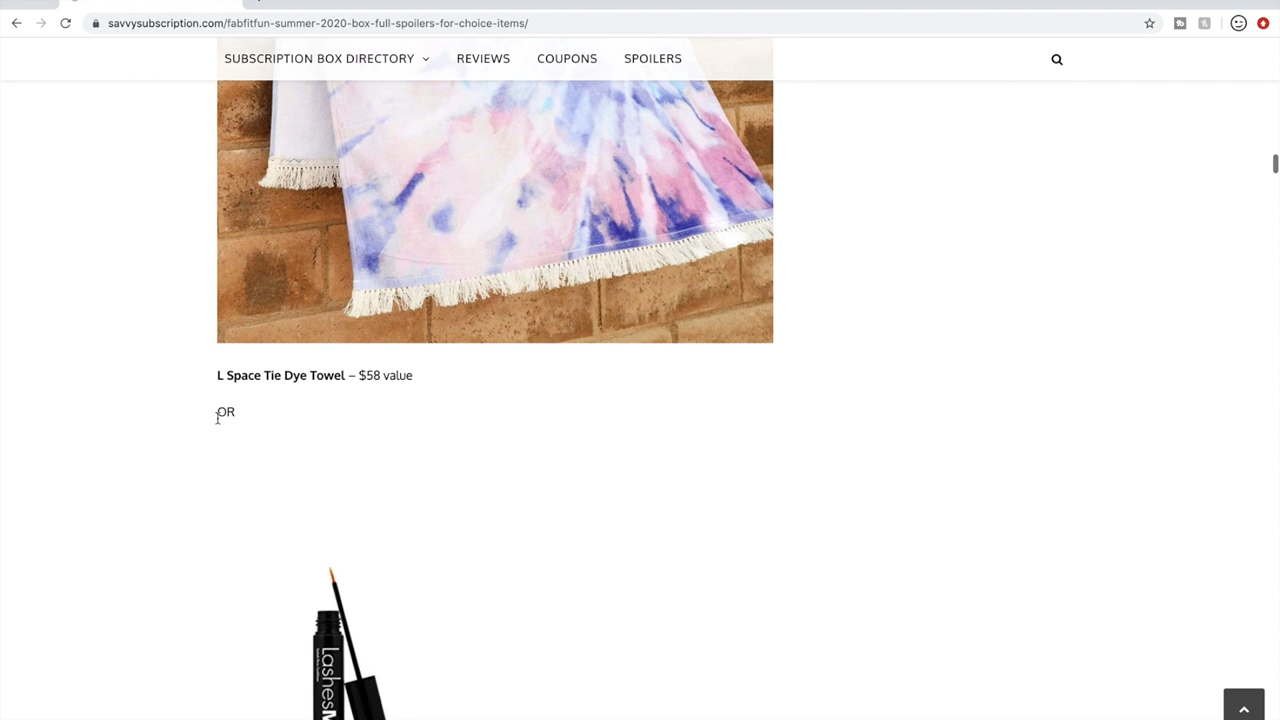 savvysubscription.com/fabfitfun-summer-2020-box-full-spoilers-for-choice-items/
SUBSCRIPTION BOX DIRECTORY REVIEWS COUPONS SPOILERS
L Space Tie Dye Towel – $58 value
OR
Lashes